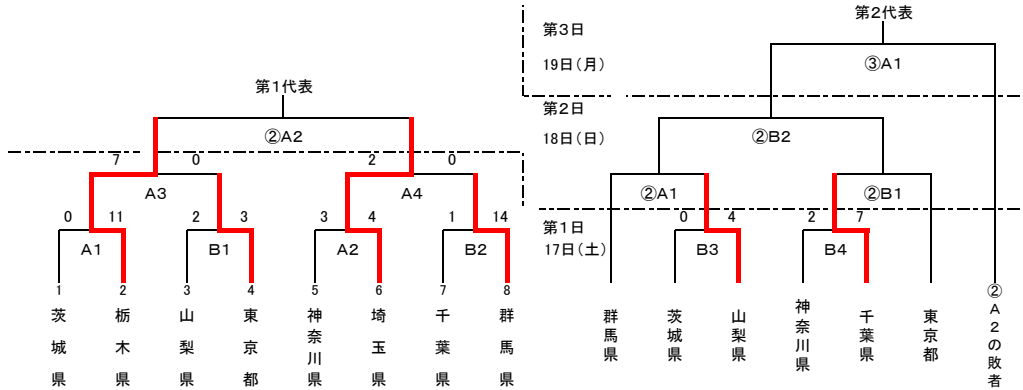 第2代表
第3日
19日(月)
③A1
第1代表
第2日
18日(日)
②A2
②B2
7 0 2 0
A3 A4
②A1 ②B1
0 11 2 3 3 4 1 14
0 4 2 7
第1日
17日(土)
A1 B1 A2 B2
B3 B4
1 2 3 4 5 6 7 8
茨城県
栃木県
山梨県
東京都
神奈川県
埼玉県
千葉県
群馬県
群馬県
茨城県
山梨県
神奈川県
千葉県
東京都
②A2の敗者